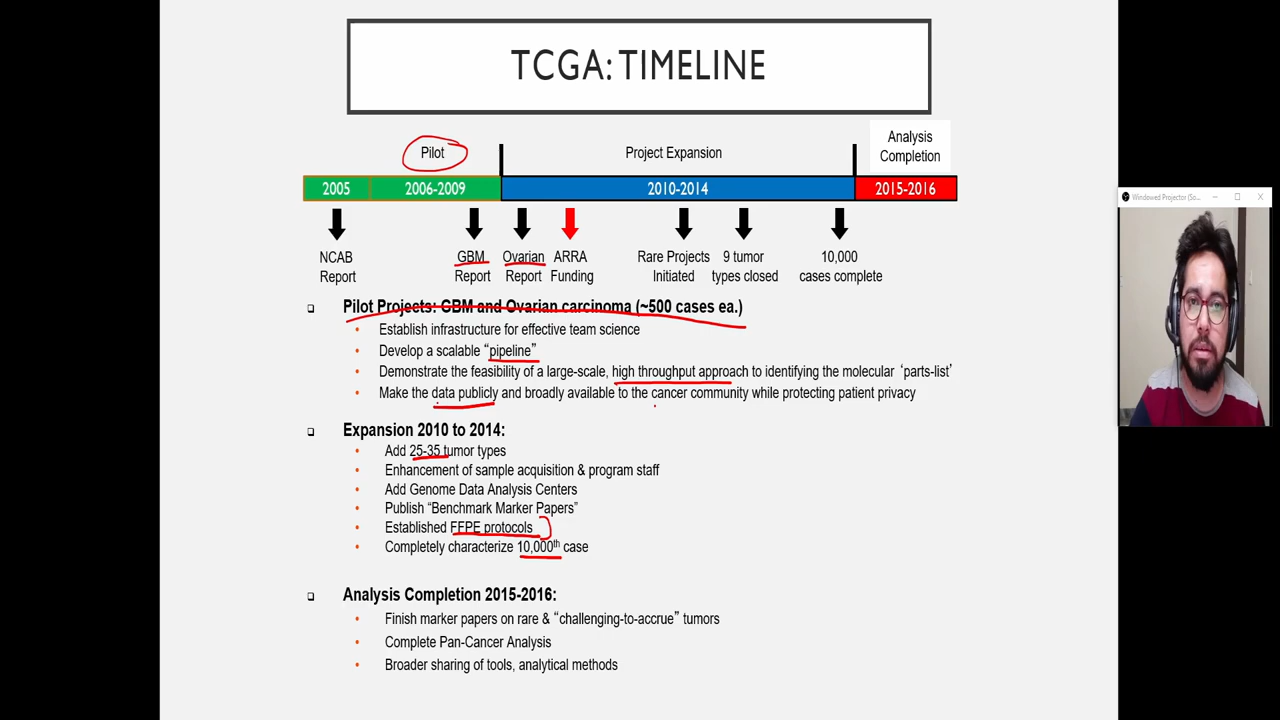 TCGA: TIMELINE
Pilot
Project Expansion
Analysis
Completion
2005
2006-2009
2010-2014
2015-2016
NCAB
Report
GBM
Report
Ovarian
Report
ARRA
Funding
Rare Projects
Initiated
9 tumor
types closed
10,000
cases complete
Pilot Projects: GBM and Ovarian carcinoma (~500 cases ea.)
Establish infrastructure for effective team science
Develop a scalable “pipeline”
Demonstrate the feasibility of a large-scale, high throughput approach to identifying the molecular ‘parts-list’
Make the data publicly and broadly available to the cancer community while protecting patient privacy
Expansion 2010 to 2014:
Add 25-35 tumor types
Enhancement of sample acquisition & program staff
Add Genome Data Analysis Centers
Publish “Benchmark Marker Papers”
Established FFPE protocols
Completely characterize 10,000th case
Analysis Completion 2015-2016:
Finish marker papers on rare & “challenging-to-accrue” tumors
Complete Pan-Cancer Analysis
Broader sharing of tools, analytical methods
Windowed Projector (So...